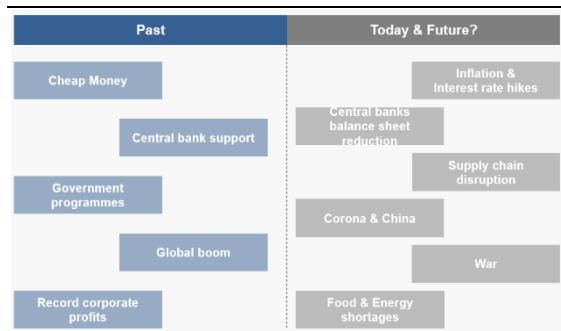 Past
Today & Future?
Cheap Money
Central bank support
Government
programmes
Global boom
Record corporate
profits
Inflation &
Interest rate hikes
Central banks
balance sheet
reduction
Supply chain
disruption
Corona & China
War
Food & Energy
shortages